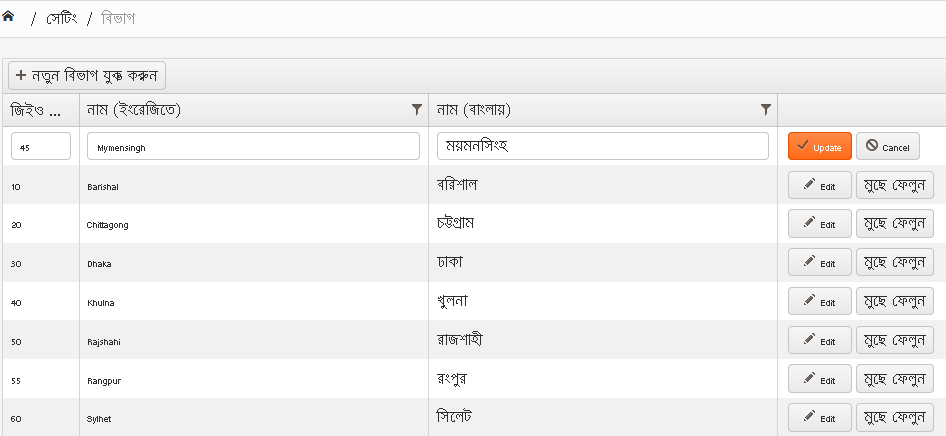 / সেটিং / বিভাগ
+ নতুন বিভাগ যুক্ত করুন
জিইও ... নাম (ইংরেজিতে) নাম (বাংলায়)
45 Mymensingh ময়মনসিংহ Update Cancel
10 Barishal বরিশাল Edit মুছে ফেলুন
20 Chittagong চট্টগ্রাম Edit মুছে ফেলুন
30 Dhaka ঢাকা Edit মুছে ফেলুন
40 Khulna খুলনা Edit মুছে ফেলুন
50 Rajshahi রাজশাহী Edit মুছে ফেলুন
55 Rangpur রংপুর Edit মুছে ফেলুন
60 Sylhet সিলেট Edit মুছে ফেলুন